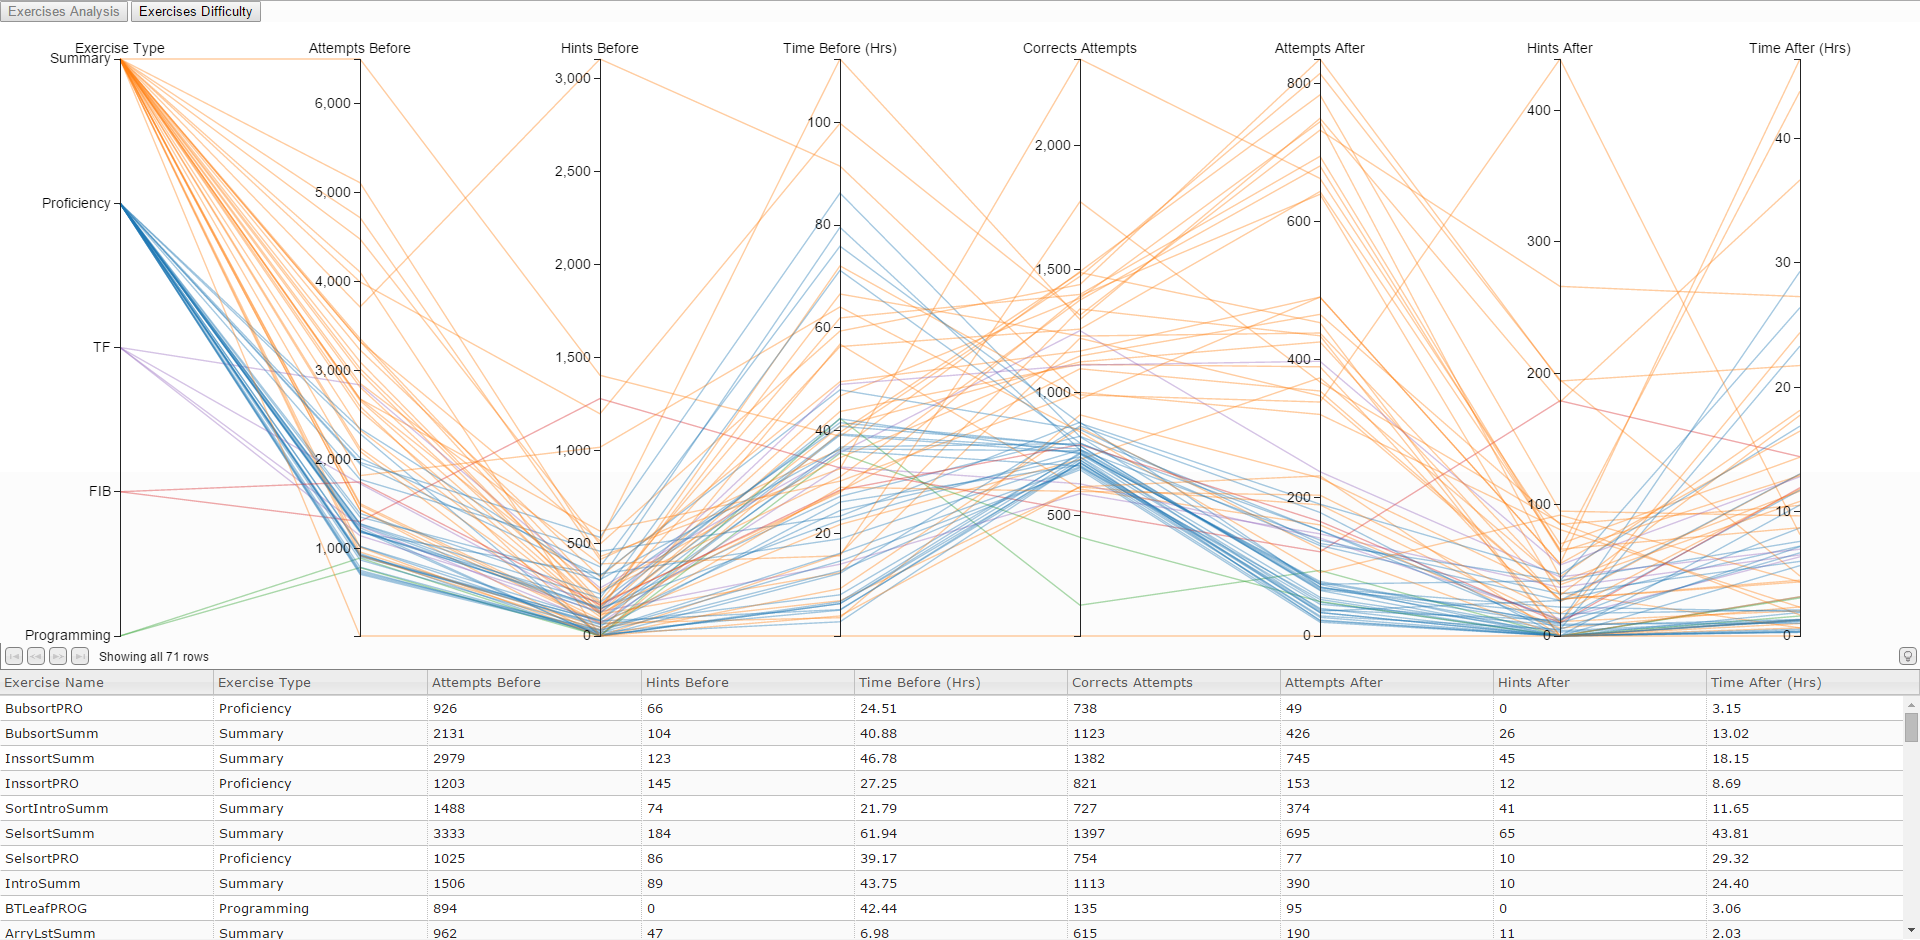 Exercises Analysis Exercises Difficulty
Exercise Type Attempts Before Hints Before Time Before (Hrs) Corrects Attempts Attempts After Hints After Time After (Hrs)
Summary
3,000
800
6,000
400
100
40
2,000
2,500
5,000
Proficiency
600
80
300
2,000
30
1,500
4,000
60
TF
1,500
400
3,000
200
20
1,000
40
1,000
2,000
FIB
200
100
10
500
20
500
1,000
Programming
0
0
0
0
Showing all 71 rows
Exercise Name Exercise Type Attempts Before Hints Before Time Before (Hrs) Corrects Attempts Attempts After Hints After Time After (Hrs)
BubsortPRO Proficiency 926 66 24.51 738 49 0 3.15
BubsortSumm Summary 2131 104 40.88 1123 426 26 13.02
InssortSumm Summary 2979 123 46.78 1382 745 45 18.15
InssortPRO Proficiency 1203 145 27.25 821 153 12 8.69
SortIntroSumm Summary 1488 74 21.79 727 374 41 11.65
SelsortSumm Summary 3333 184 61.94 1397 695 65 43.81
SelsortPRO Proficiency 1025 86 39.17 754 77 10 29.32
IntroSumm Summary 1506 89 43.75 1113 390 10 24.40
BTLeafPROG Programming 894 0 42.44 135 95 0 3.06
ArryLstSumm Summary 962 47 6.98 615 190 11 2.03